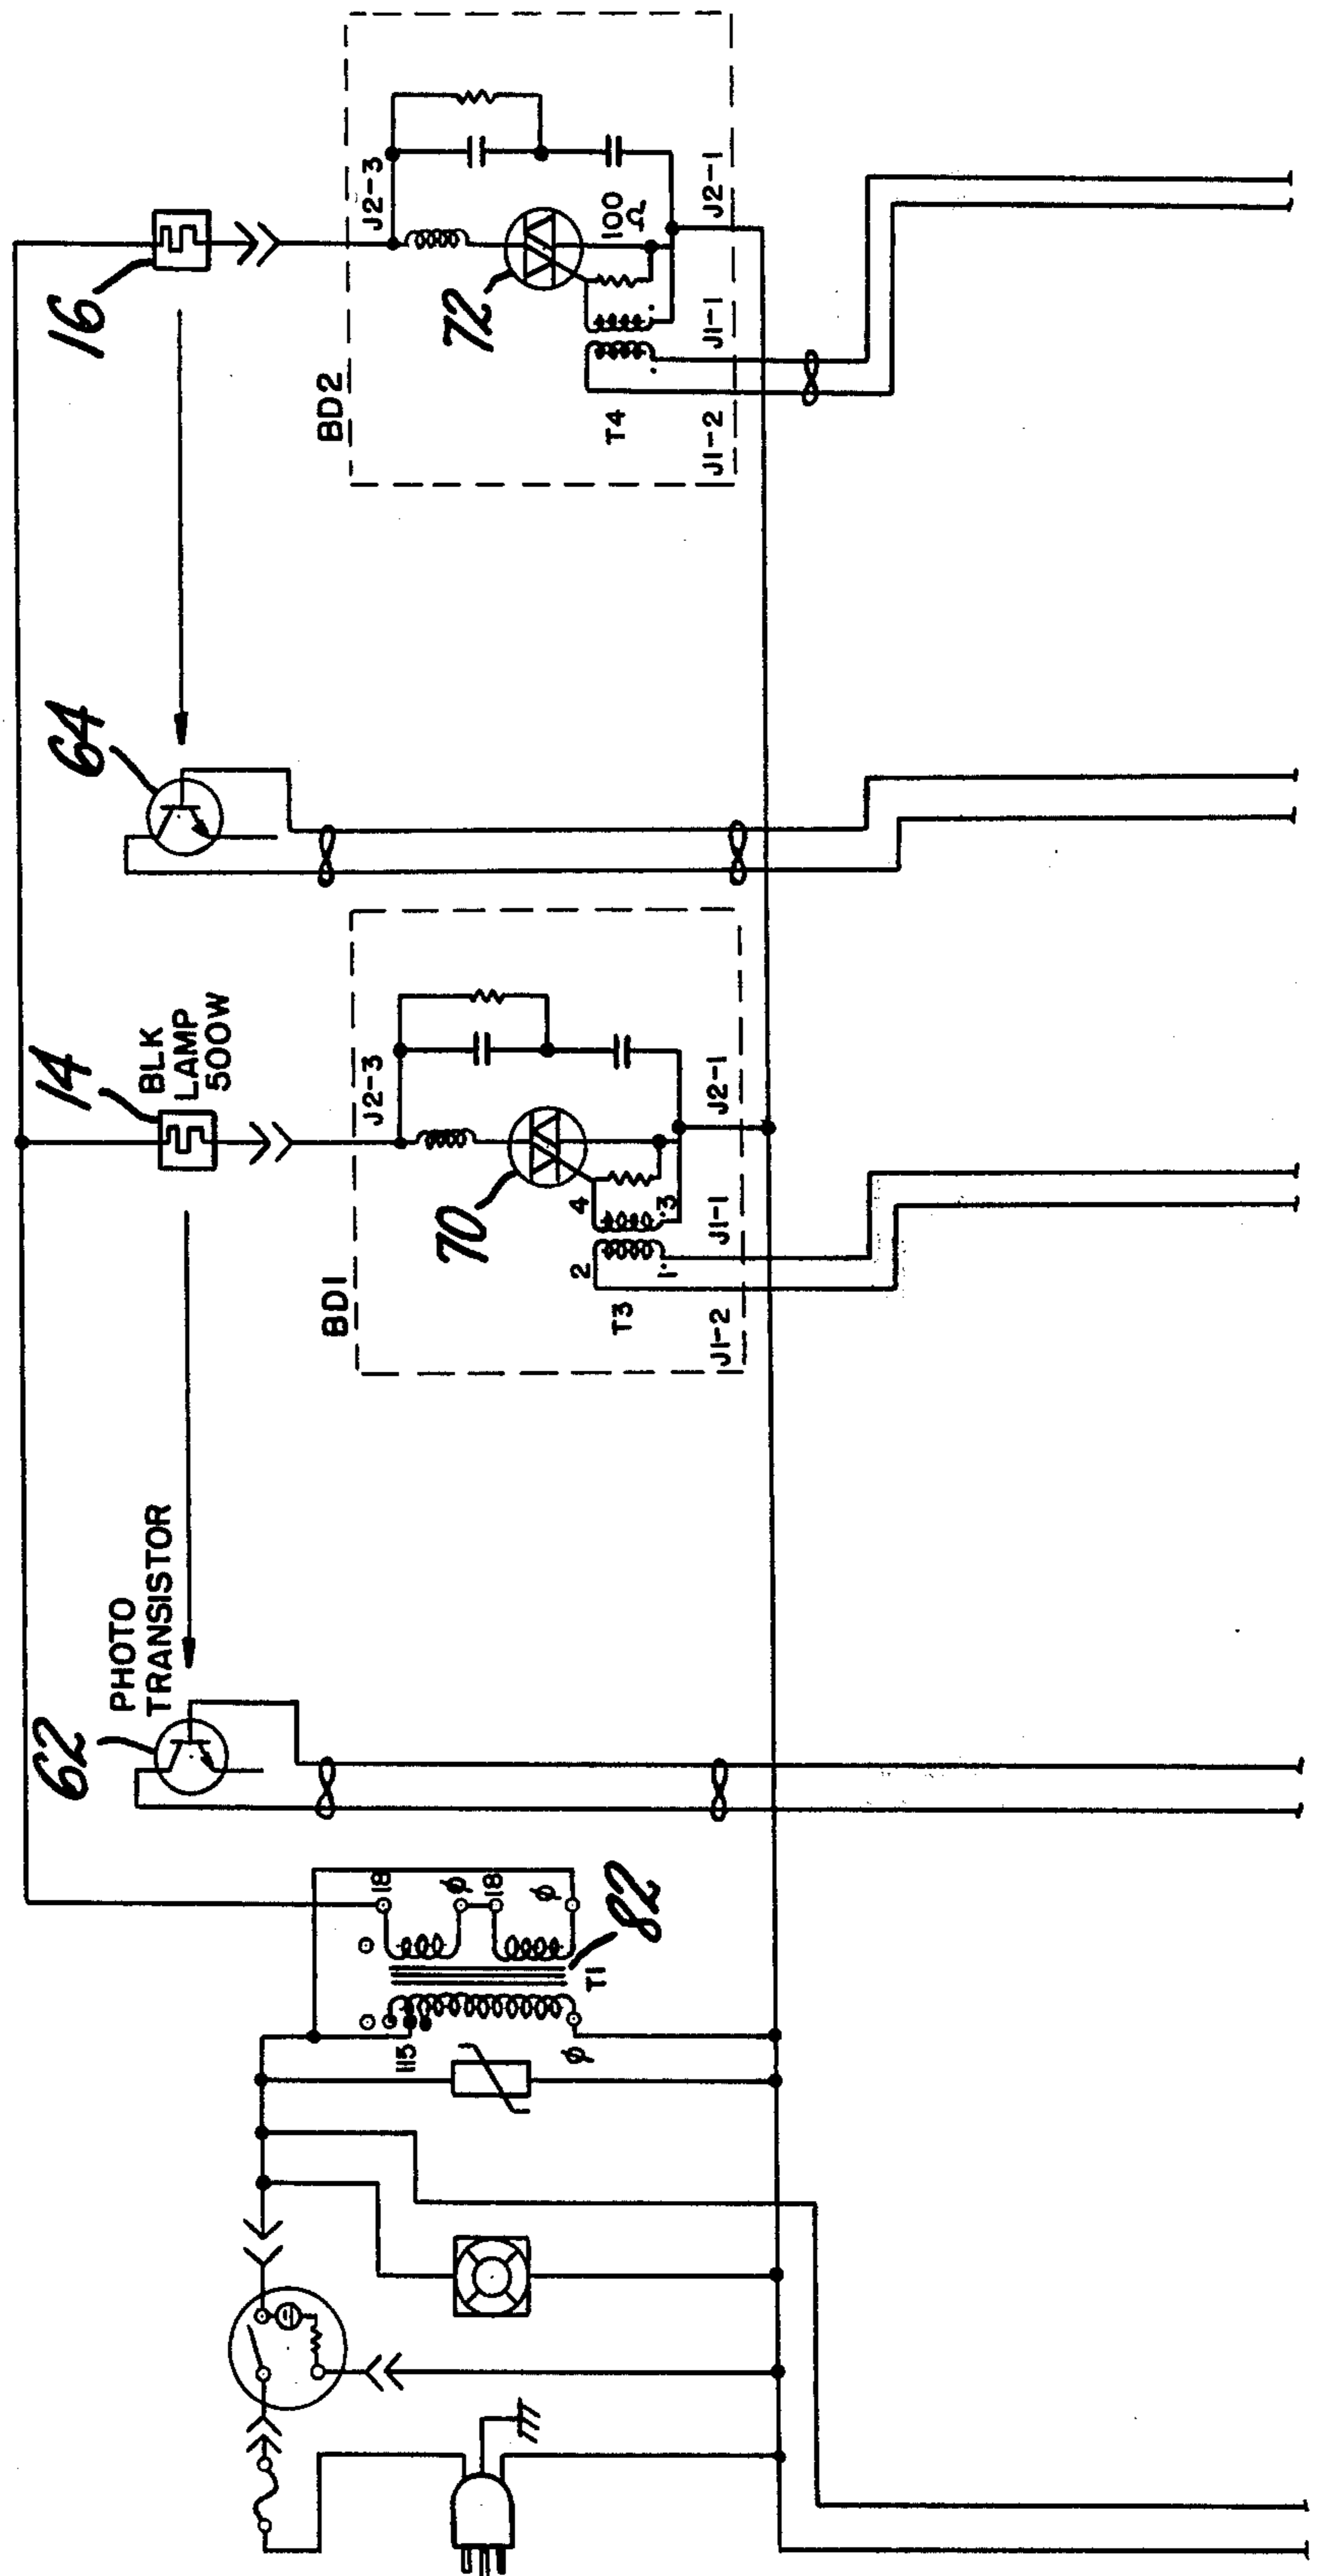 16
J2-3
BD2
72
100
Ω
T4
J1-2
J1-1
J2-1
64
14
BLK
LAMP
500W
J2-3
BD1
70
4
3
2
1
T3
J1-2
J1-1
J2-1
62
PHOTO
TRANSISTOR
18
φ
18
φ
82
T1
115
φ